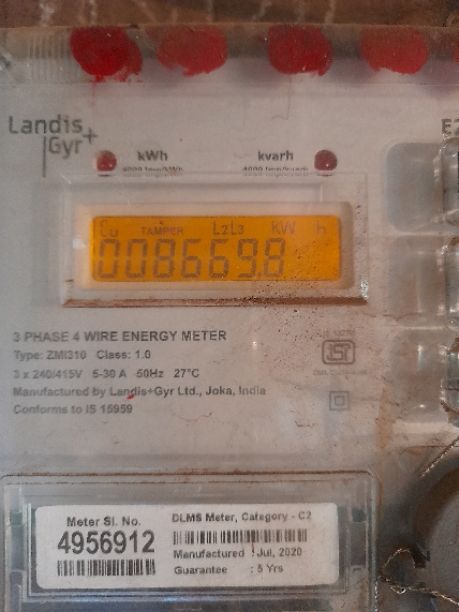 Landis
Gyr+
E
kWh
kvarh
Cu TAMPER L2L3 KW h
008669.8
3 PHASE 4 WIRE ENERGY METER
Type: ZMI310 Class: 1.0
3 x 240/415V 5-30 A 50Hz 27°C
Manufactured by Landis+Gyr Ltd., Joka, India
Conforms to IS 15959
Meter Sl. No.
4956912
DLMS Meter, Category - C2
Manufactured : Jul, 2020
Guarantee : 5 Yrs